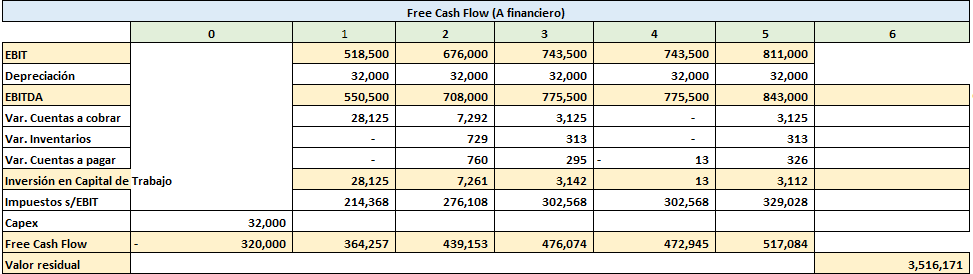 Free Cash Flow (A financiero)
0 1 2 3 4 5 6
EBIT 518,500 676,000 743,500 743,500 811,000
Depreciación 32,000 32,000 32,000 32,000 32,000
EBITDA 550,500 708,000 775,500 775,500 843,000
Var. Cuentas a cobrar 28,125 7,292 3,125 - 3,125
Var. Inventarios - 729 313 - 313
Var. Cuentas a pagar - 760 295 - 13 326
Inversión en Capital de Trabajo 28,125 7,261 3,142 13 3,112
Impuestos s/EBIT 214,368 276,108 302,568 302,568 329,028
Capex 32,000
Free Cash Flow - 320,000 364,257 439,153 476,074 472,945 517,084
Valor residual 3,516,171